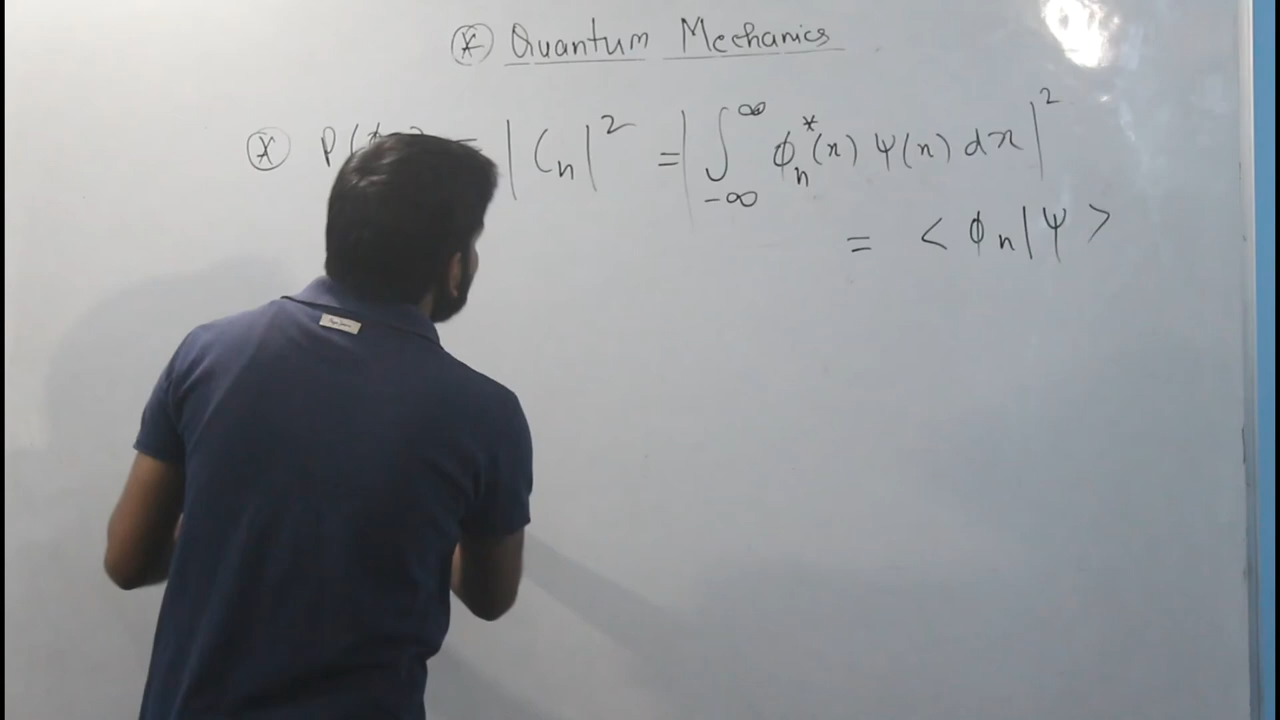 Ⓧ Quantum Mechanics
Ⓧ P(ϕ = |Cn|² = |∫_{-∞}^{∞} ϕn*(x) ψ(x) dx|²
= <ϕn|ψ>